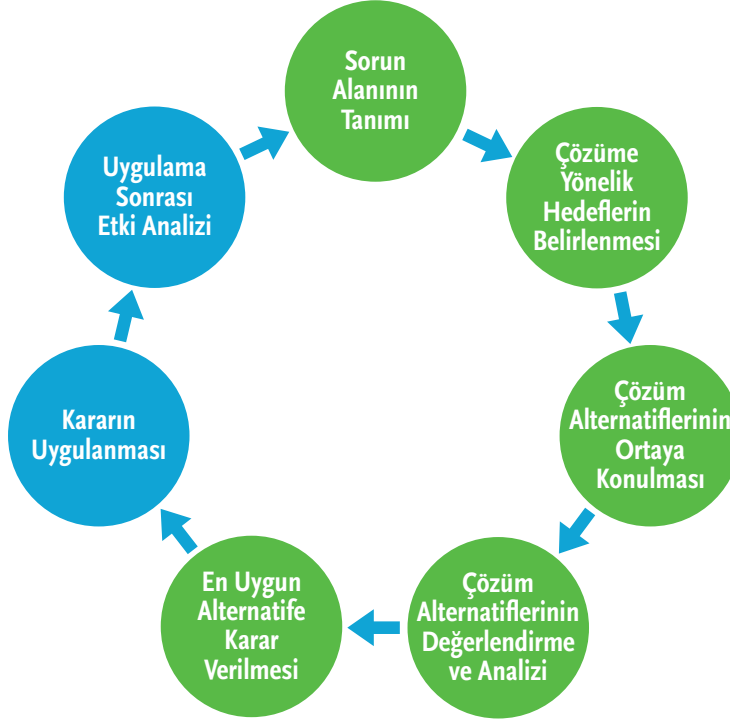 Sorun
Alanının
Tanımı
Çözüme
Yönelik
Hedeflerin
Belirlenmesi
Çözüm
Alternatiflerinin
Ortaya
Konulması
Çözüm
Alternatiflerinin
Değerlendirme
ve Analizi
En Uygun
Alternatife
Karar
Verilmesi
Kararın
Uygulanması
Uygulama
Sonrası
Etki Analizi